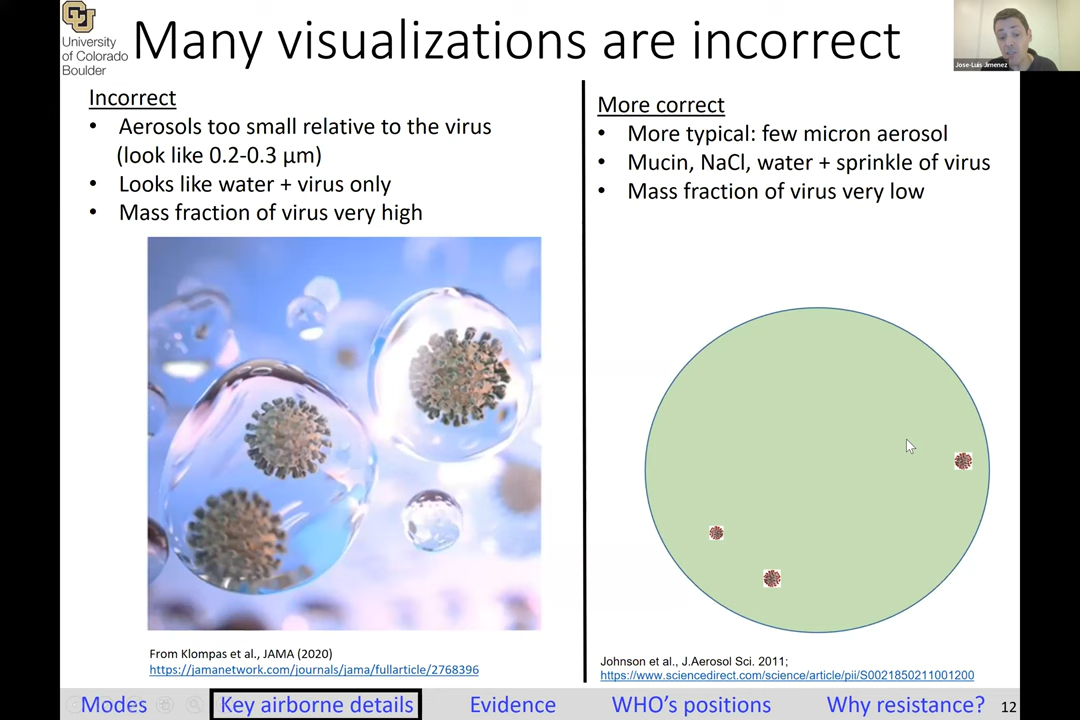 CU
University
of Colorado
Boulder
Many visualizations are incorrect
Jose-Luis Jimenez
Incorrect
• Aerosols too small relative to the virus
(look like 0.2-0.3 µm)
• Looks like water + virus only
• Mass fraction of virus very high
More correct
• More typical: few micron aerosol
• Mucin, NaCl, water + sprinkle of virus
• Mass fraction of virus very low
From Klompas et al., JAMA (2020)
https://jamanetwork.com/journals/jama/fullarticle/2768396
Johnson et al., J.Aerosol Sci. 2011;
https://www.sciencedirect.com/science/article/pii/S0021850211001200
Modes Key airborne details Evidence WHO's positions Why resistance? 12